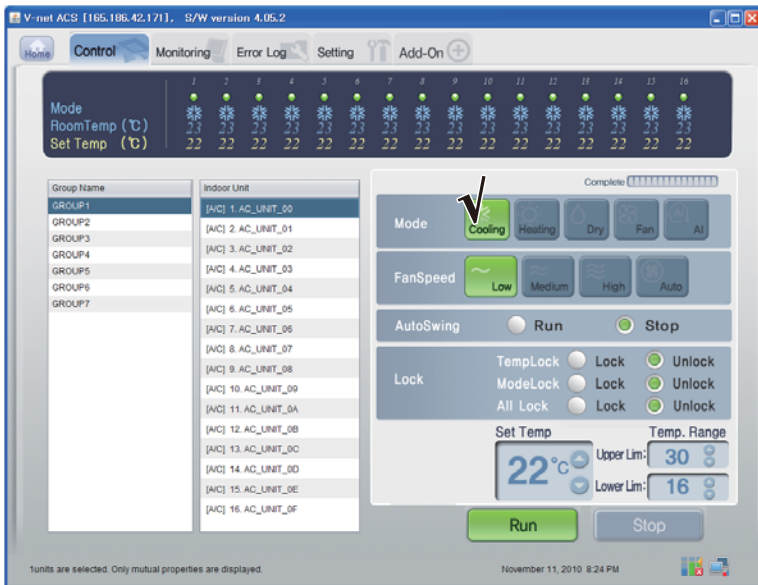 V-net ACS [165.186.42.171],   S/W version 4.05.2
Home Control Monitoring Error Log Setting Add-On
1 2 3 4 5 6 7 8 9 10 11 12 13 14 15 16
Mode
RoomTemp (℃) 23 23 23 23 23 23 23 23 23 23 23 23 23 23 23 23
Set Temp (℃) 22 22 22 22 22 22 22 22 22 22 22 22 22 22 22 22
Group Name
GROUP1
GROUP2
GROUP3
GROUP4
GROUP5
GROUP6
GROUP7
Indoor Unit
[A/C] 1. AC_UNIT_00
[A/C] 2. AC_UNIT_01
[A/C] 3. AC_UNIT_02
[A/C] 4. AC_UNIT_03
[A/C] 5. AC_UNIT_04
[A/C] 6. AC_UNIT_05
[A/C] 7. AC_UNIT_06
[A/C] 8. AC_UNIT_07
[A/C] 9. AC_UNIT_08
[A/C] 10. AC_UNIT_09
[A/C] 11. AC_UNIT_0A
[A/C] 12. AC_UNIT_0B
[A/C] 13. AC_UNIT_0C
[A/C] 14. AC_UNIT_0D
[A/C] 15. AC_UNIT_0E
[A/C] 16. AC_UNIT_0F
Complete
Mode Cooling Heating Dry Fan AI
FanSpeed Low Medium High Auto
AutoSwing Run Stop
TempLock Lock Unlock
Lock ModeLock Lock Unlock
All Lock Lock Unlock
Set Temp Temp. Range
22°C Upper Lim: 30
Lower Lim: 16
Run Stop
1units are selected. Only mutual properties are displayed. November 11, 2010 8:24 PM